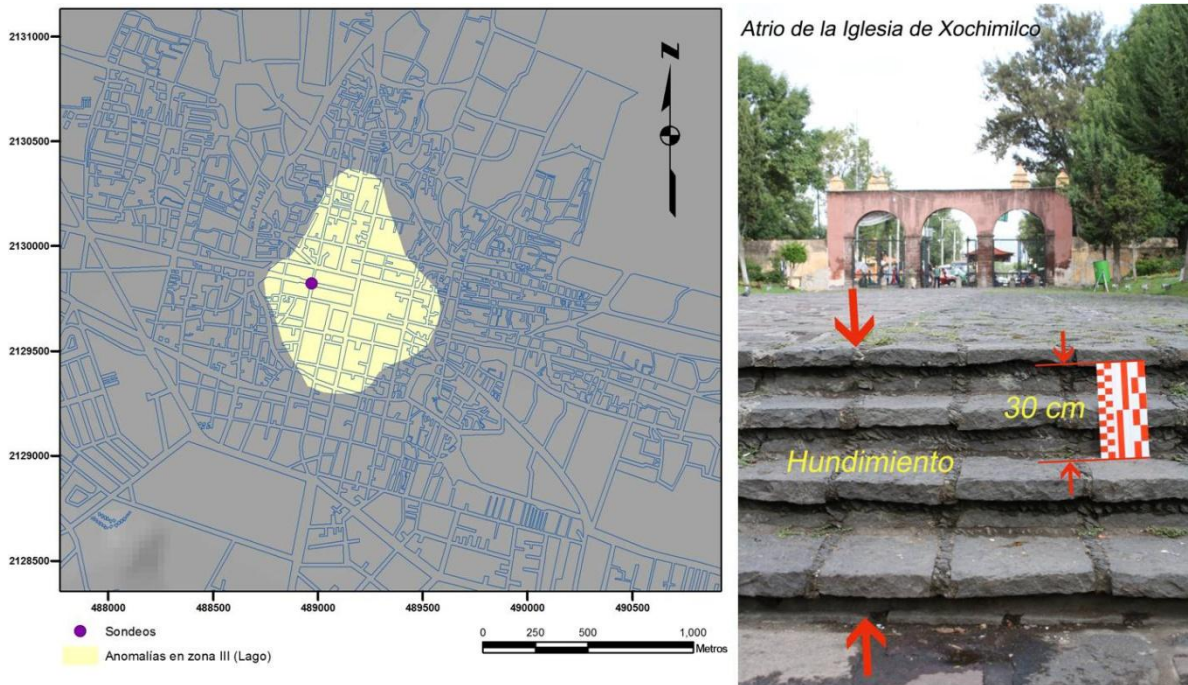 2131000
2130500
2130000
2129500
2129000
2128500
488000 488500 489000 489500 490000 490500
N
Sondeos
Anomalías en zona III (Lago)
0 250 500 1,000
Metros
Atrio de la Iglesia de Xochimilco
30 cm
Hundimiento